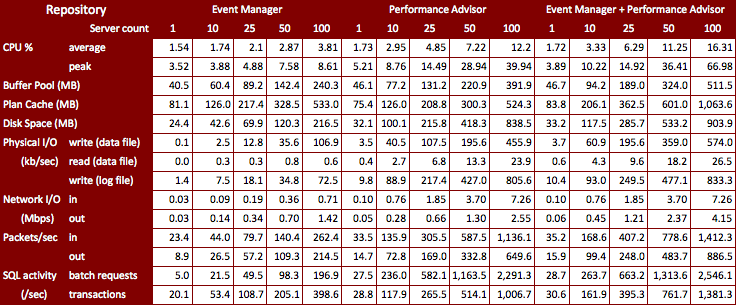 Repository Event Manager Performance Advisor Event Manager + Performance Advisor
Server count 1 10 25 50 100 1 10 25 50 100 1 10 25 50 100
CPU % average 1.54 1.74 2.1 2.87 3.81 1.73 2.95 4.85 7.22 12.2 1.72 3.33 6.29 11.25 16.31
peak 3.52 3.88 4.88 7.58 8.61 5.21 8.76 14.49 28.94 39.94 3.89 10.22 14.92 36.41 66.98
Buffer Pool (MB) 40.5 60.4 89.2 142.4 240.3 46.1 77.2 131.2 220.9 391.9 46.7 94.2 189.0 324.0 511.5
Plan Cache (MB) 81.1 126.0 217.4 328.5 533.0 75.4 126.0 208.8 300.3 524.3 83.8 206.1 362.5 601.0 1,063.6
Disk Space (MB) 24.4 42.6 69.9 120.3 216.5 32.1 100.1 215.8 418.3 838.5 33.2 117.5 285.7 533.2 903.9
Physical I/O write (data file) 0.1 2.5 12.8 35.6 106.9 3.5 40.5 107.5 195.6 455.9 3.7 60.9 195.6 359.0 574.0
(kb/sec) read (data file) 0.0 0.3 0.3 0.8 0.6 0.4 2.7 6.8 13.3 23.9 0.6 4.3 9.6 18.2 26.5
write (log file) 1.4 7.5 18.1 34.8 72.5 9.8 88.9 217.4 427.0 805.6 10.4 93.0 249.5 477.1 833.3
Network I/O in 0.03 0.09 0.19 0.36 0.71 0.10 0.76 1.85 3.70 7.26 0.10 0.76 1.85 3.70 7.26
(Mbps) out 0.03 0.14 0.34 0.70 1.42 0.05 0.28 0.66 1.30 2.55 0.06 0.45 1.21 2.37 4.15
Packets/sec in 23.4 44.0 79.7 140.4 262.4 33.5 135.9 305.5 587.5 1,136.1 35.2 168.6 407.2 778.6 1,412.3
out 8.9 26.5 57.2 109.3 214.5 14.7 72.8 169.0 332.8 649.6 15.9 99.4 248.0 483.7 886.5
SQL activity batch requests 5.0 21.5 49.5 98.3 196.9 27.5 236.0 582.1 1,163.5 2,291.3 28.7 263.7 663.2 1,313.6 2,546.1
(/sec) transactions 20.1 53.4 108.7 205.1 398.6 28.8 117.9 265.5 514.1 1,006.7 30.6 161.9 395.3 761.7 1,381.3